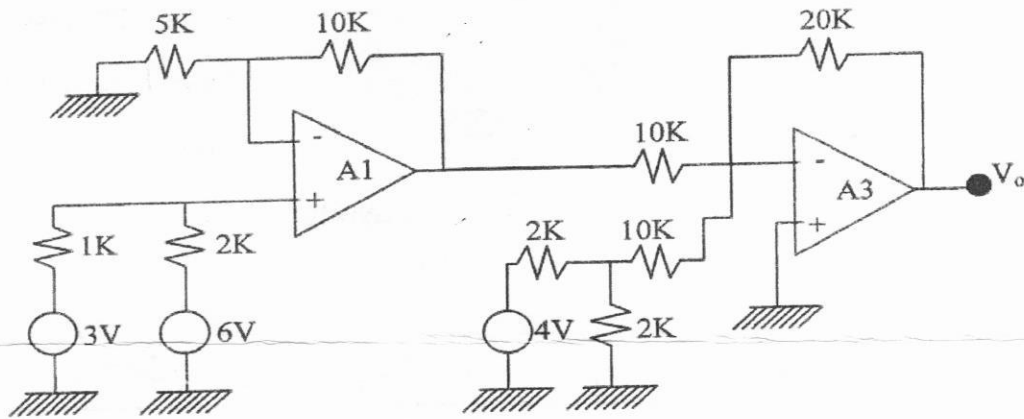 5K 10K 20K
- 10K -
A1 A3 Vo
+ +
1K 2K 2K 10K
3V 6V 4V 2K